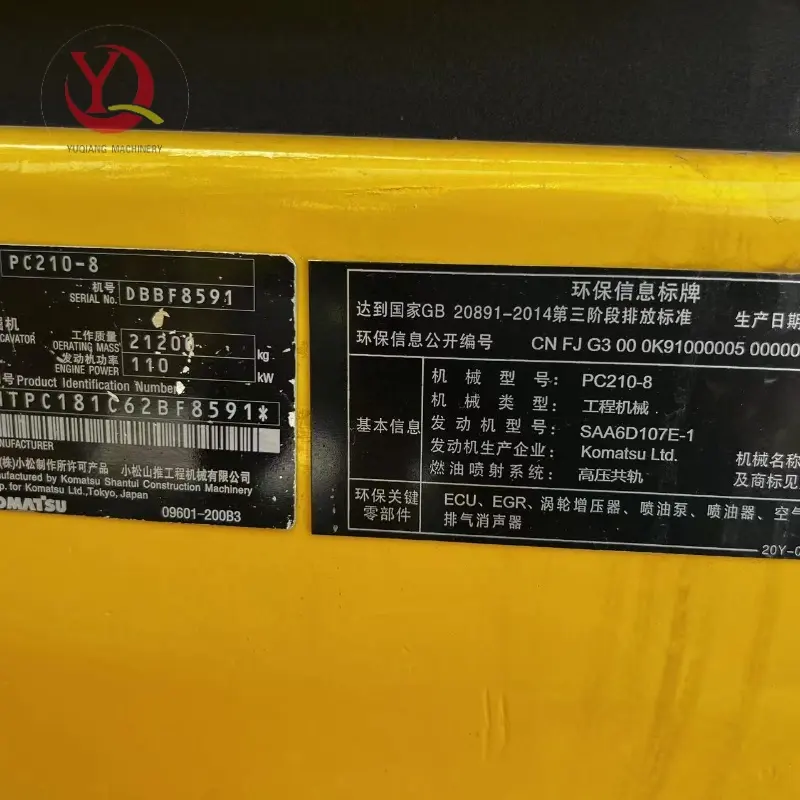 YUQIANG MACHINERY
PC210-8
机号
SERIAL No.
DBBF8591
工作质量
OERATING MASS
21200
kg
发动机功率
ENGINE POWER
110
kW
Product Identification Number
TPC181C62BF8591*
小松制作所许可产品 小松山推工程机械有限公司
by Komatsu Shantui Construction Machinery
for Komatsu Ltd.,Tokyo, Japan
09601-200B3
环保信息标牌
达到国家GB 20891-2014第三阶段排放标准
生产日期
环保信息公开编号
CN FJ G3 00 0K91000005 00000
基本信息
机械型号: PC210-8
机械类型: 工程机械
发动机型号: SAA6D107E-1
发动机生产企业: Komatsu Ltd.
燃油喷射系统: 高压共轨
机械名称
及商标见
环保关键
零部件
ECU、EGR、涡轮增压器、喷油泵、喷油器、空气
排气消声器